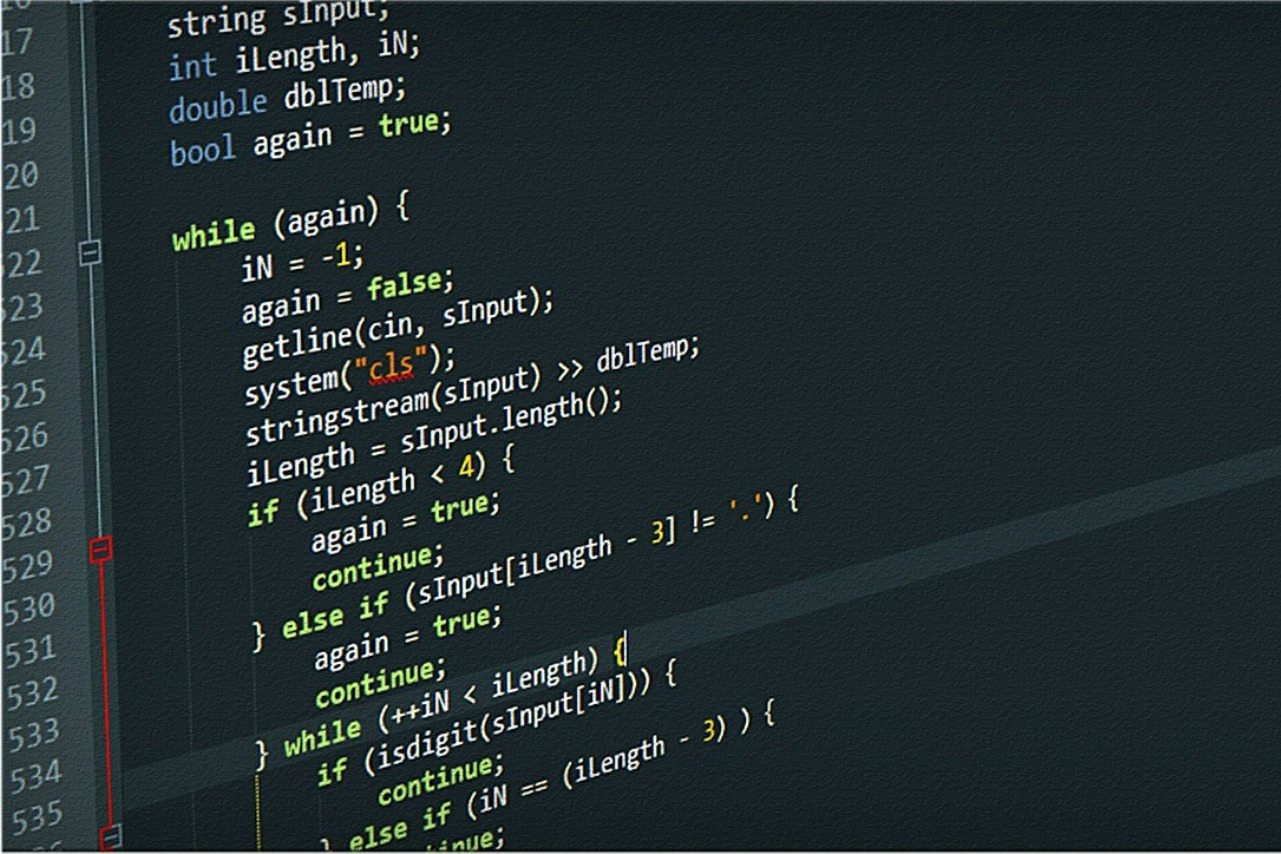 17 string sInput;
18 int iLength, iN;
19 double dblTemp;
20 bool again = true;
21
22 while (again) {
523 iN = -1;
524 again = false;
525 getline(cin, sInput);
526 system("cls");
527 stringstream(sInput) >> dblTemp;
528 iLength = sInput.length();
529 if (iLength < 4) {
530 again = true;
531 continue;
532 } else if (sInput[iLength - 3] != '.') {
533 again = true;
534 continue;
535 } while (++iN < iLength) {
if (isdigit(sInput[iN])) {
continue;
} else if (iN == (iLength - 3) ) {